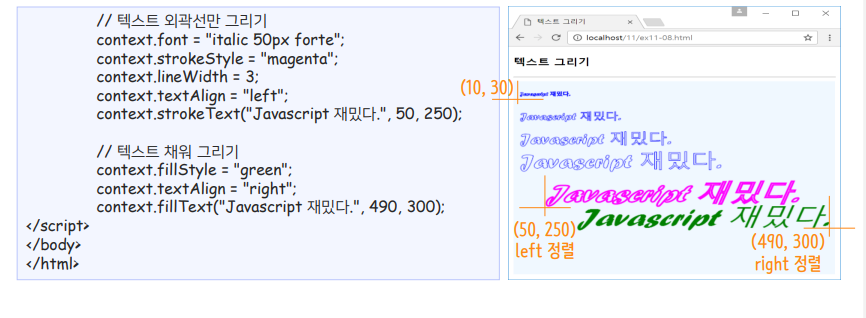 // 텍스트 외곽선만 그리기
context.font = "italic 50px forte";
context.strokeStyle = "magenta";
context.lineWidth = 3;
context.textAlign = "left";
context.strokeText("Javascript 재밌다.", 50, 250);
// 텍스트 채워 그리기
context.fillStyle = "green";
context.textAlign = "right";
context.fillText("Javascript 재밌다.", 490, 300);
</script>
</body>
</html>
텍스트 그리기
localhost/11/ex11-08.html
텍스트 그리기
(10, 30)
Javascript 재밌다.
Javascript 재밌다.
Javascript 재밌다.
Javascript 재밌다.
Javascript 재밌다.
Javascript 재밌다.
(50, 250)
left 정렬
(490, 300)
right 정렬